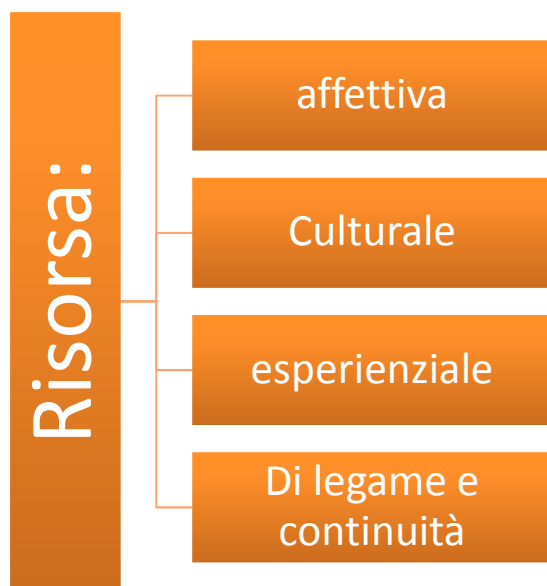 Risorsa:
affettiva
Culturale
esperienziale
Di legame e
continuità